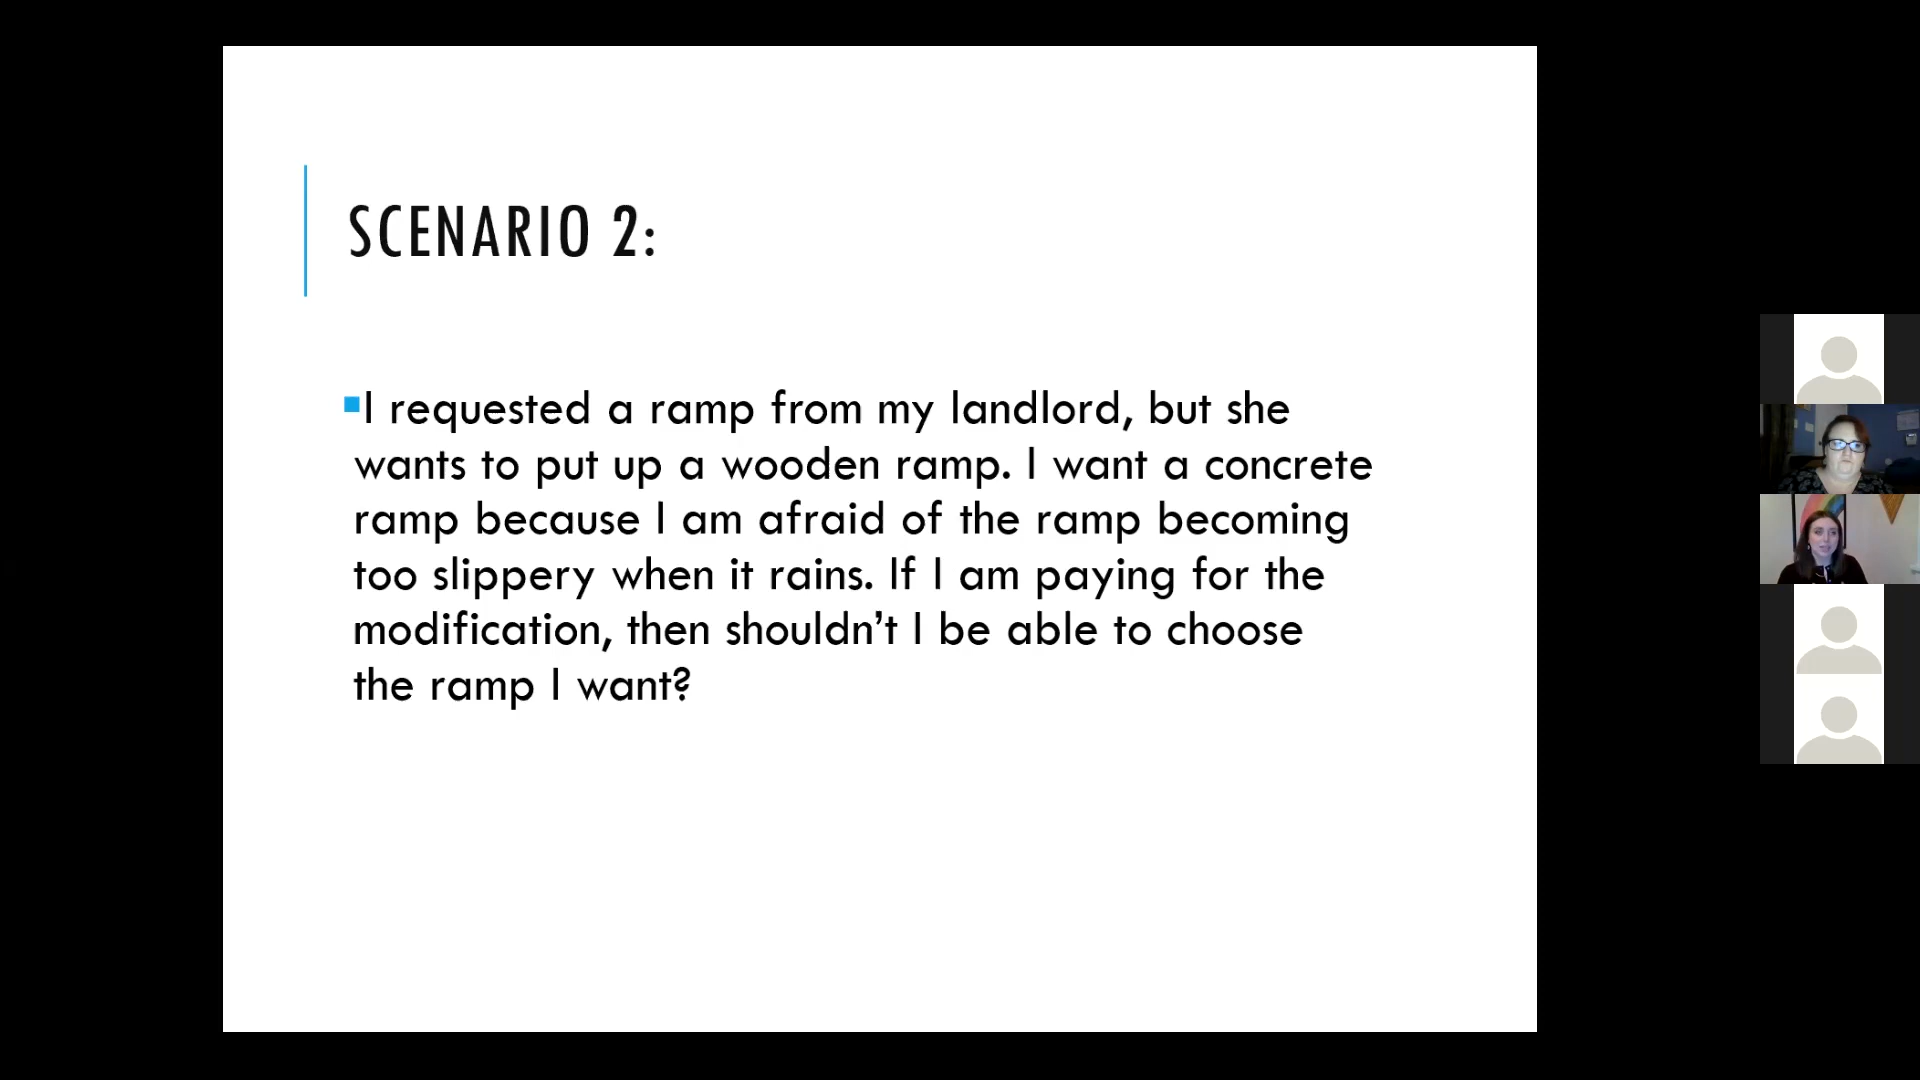 SCENARIO 2:
I requested a ramp from my landlord, but she
wants to put up a wooden ramp. I want a concrete
ramp because I am afraid of the ramp becoming
too slippery when it rains. If I am paying for the
modification, then shouldn’t I be able to choose
the ramp I want?